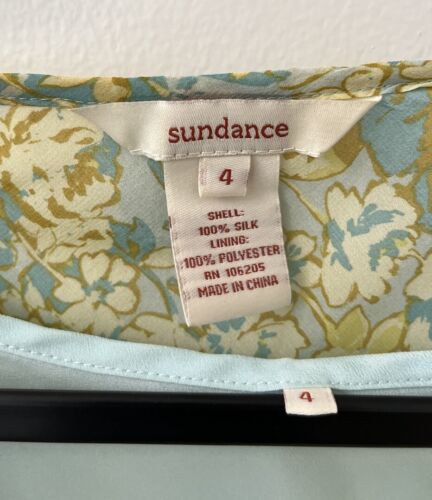 sundance
4
SHELL:
100% SILK
LINING:
100% POLYESTER
RN 106205
MADE IN CHINA
4